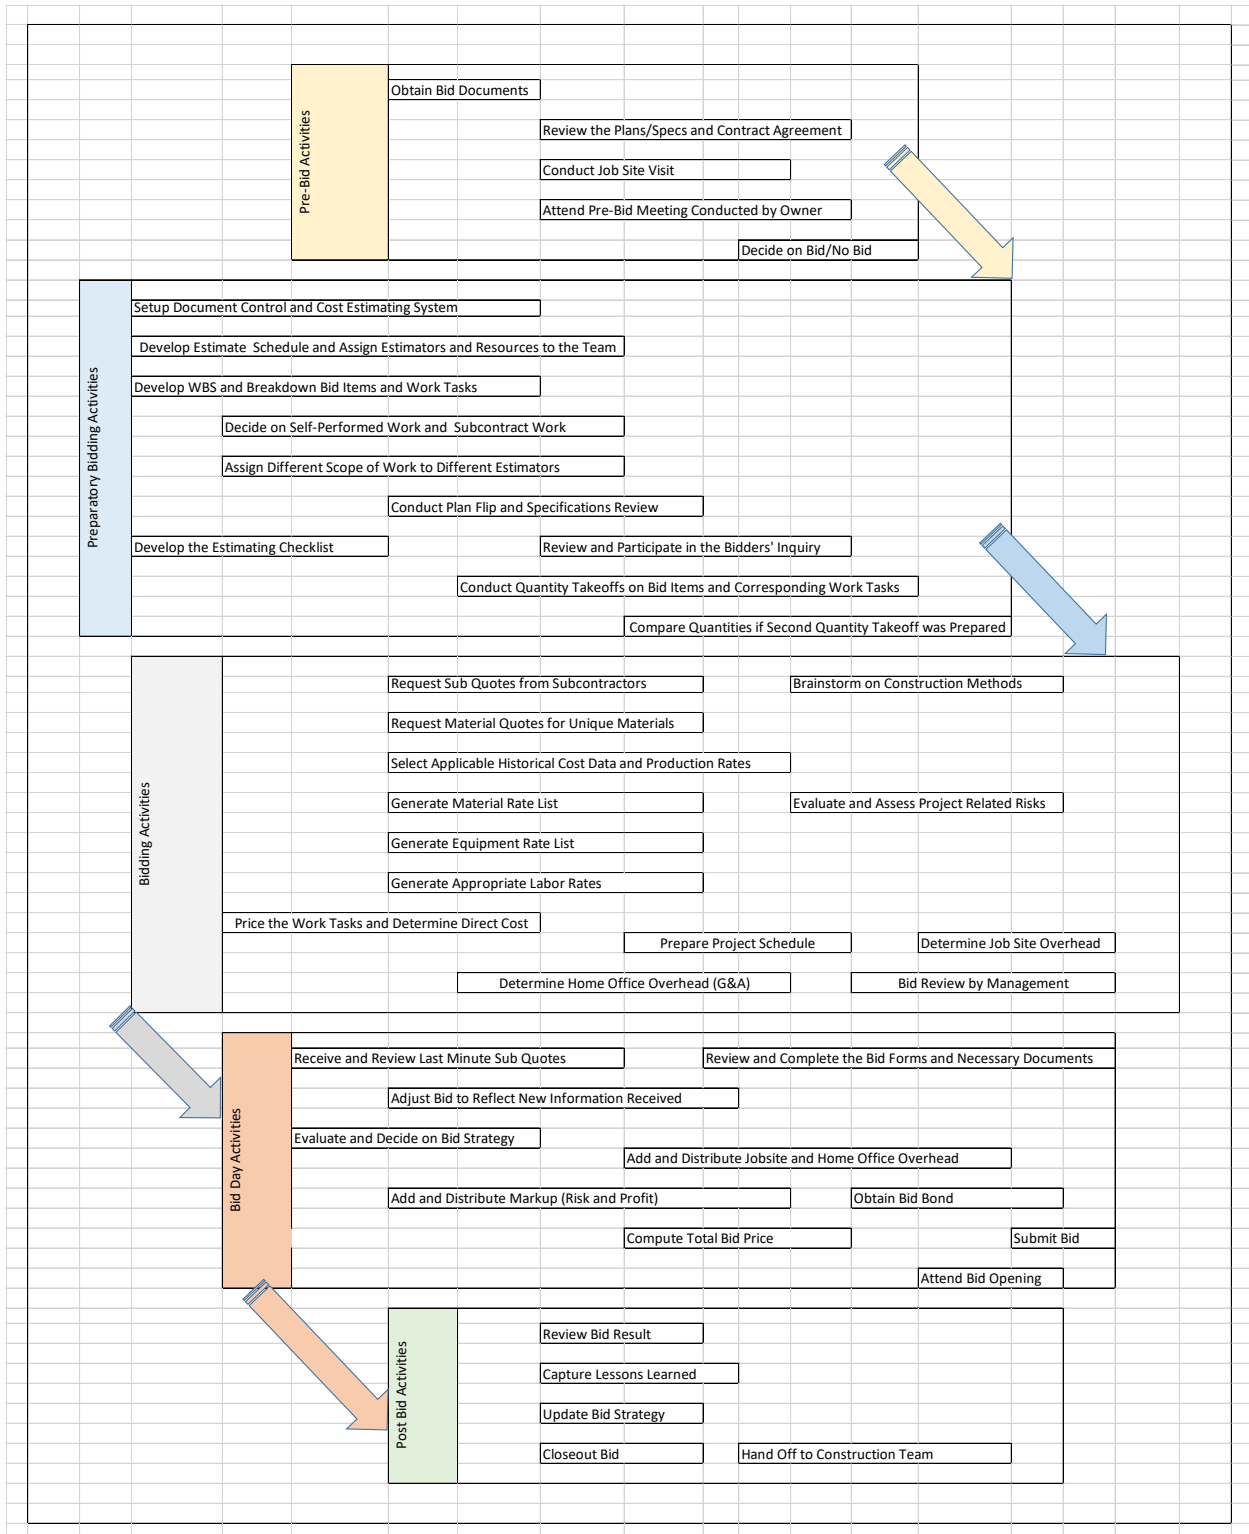 Pre-Bid Activities
Obtain Bid Documents
Review the Plans/Specs and Contract Agreement
Conduct Job Site Visit
Attend Pre-Bid Meeting Conducted by Owner
Decide on Bid/No Bid
Preparatory Bidding Activities
Setup Document Control and Cost Estimating System
Develop Estimate Schedule and Assign Estimators and Resources to the Team
Develop WBS and Breakdown Bid Items and Work Tasks
Decide on Self-Performed Work and Subcontract Work
Assign Different Scope of Work to Different Estimators
Conduct Plan Flip and Specifications Review
Develop the Estimating Checklist
Review and Participate in the Bidders' Inquiry
Conduct Quantity Takeoffs on Bid Items and Corresponding Work Tasks
Compare Quantities if Second Quantity Takeoff was Prepared
Bidding Activities
Request Sub Quotes from Subcontractors
Brainstorm on Construction Methods
Request Material Quotes for Unique Materials
Select Applicable Historical Cost Data and Production Rates
Generate Material Rate List
Evaluate and Assess Project Related Risks
Generate Equipment Rate List
Generate Appropriate Labor Rates
Price the Work Tasks and Determine Direct Cost
Prepare Project Schedule
Determine Job Site Overhead
Determine Home Office Overhead (G&A)
Bid Review by Management
Bid Day Activities
Receive and Review Last Minute Sub Quotes
Review and Complete the Bid Forms and Necessary Documents
Adjust Bid to Reflect New Information Received
Evaluate and Decide on Bid Strategy
Add and Distribute Jobsite and Home Office Overhead
Add and Distribute Markup (Risk and Profit)
Obtain Bid Bond
Compute Total Bid Price
Submit Bid
Attend Bid Opening
Post Bid Activities
Review Bid Result
Capture Lessons Learned
Update Bid Strategy
Closeout Bid
Hand Off to Construction Team